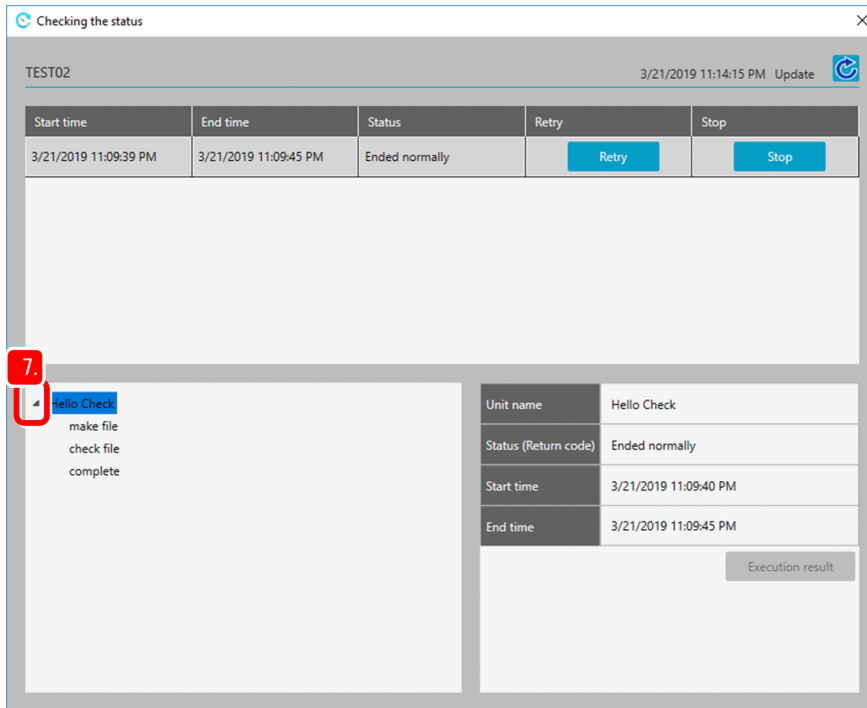 Checking the status
TEST02
3/21/2019 11:14:15 PM Update
Start time End time Status Retry Stop
3/21/2019 11:09:39 PM 3/21/2019 11:09:45 PM Ended normally Retry Stop
7.
Hello Check
make file
check file
complete
Unit name Hello Check
Status (Return code) Ended normally
Start time 3/21/2019 11:09:40 PM
End time 3/21/2019 11:09:45 PM
Execution result